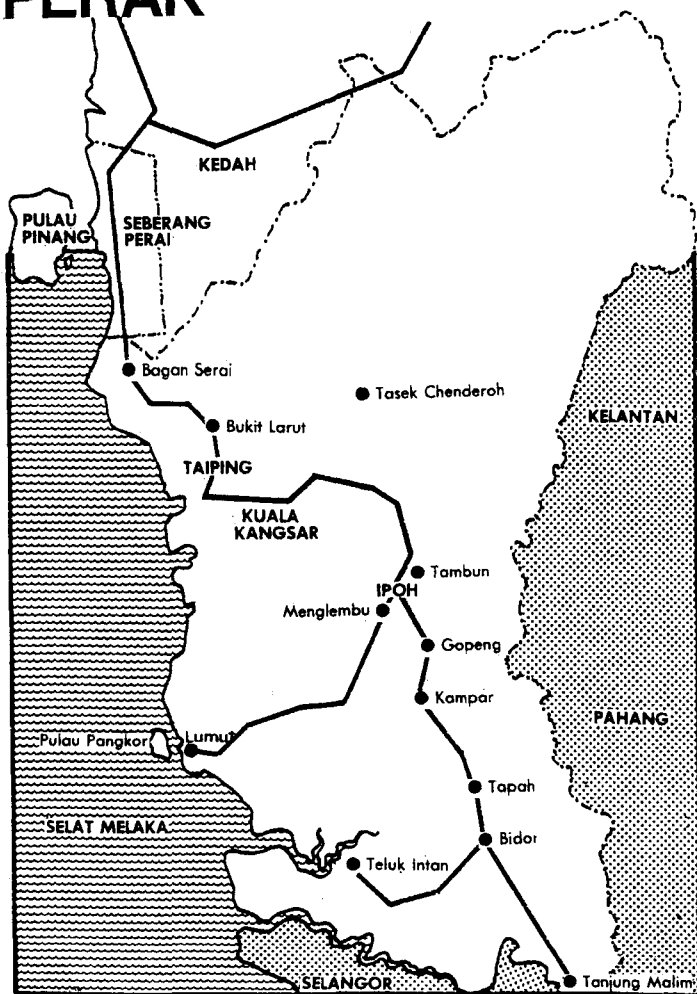 PERAK
KEDAH
PULAU
PINANG
SEBERANG
PERAI
Bagan Serai
Tasek Chenderoh
KELANTAN
Bukit Larut
TAIPING
KUALA
KANGSAR
Tambun
IPOH
Menglembu
Gopeng
Kampar
PAHANG
Pulau Pangkor
Lumut
Tapah
SELAT MELAKA
Bidor
Teluk Intan
SELANGOR
Tanjung Malim